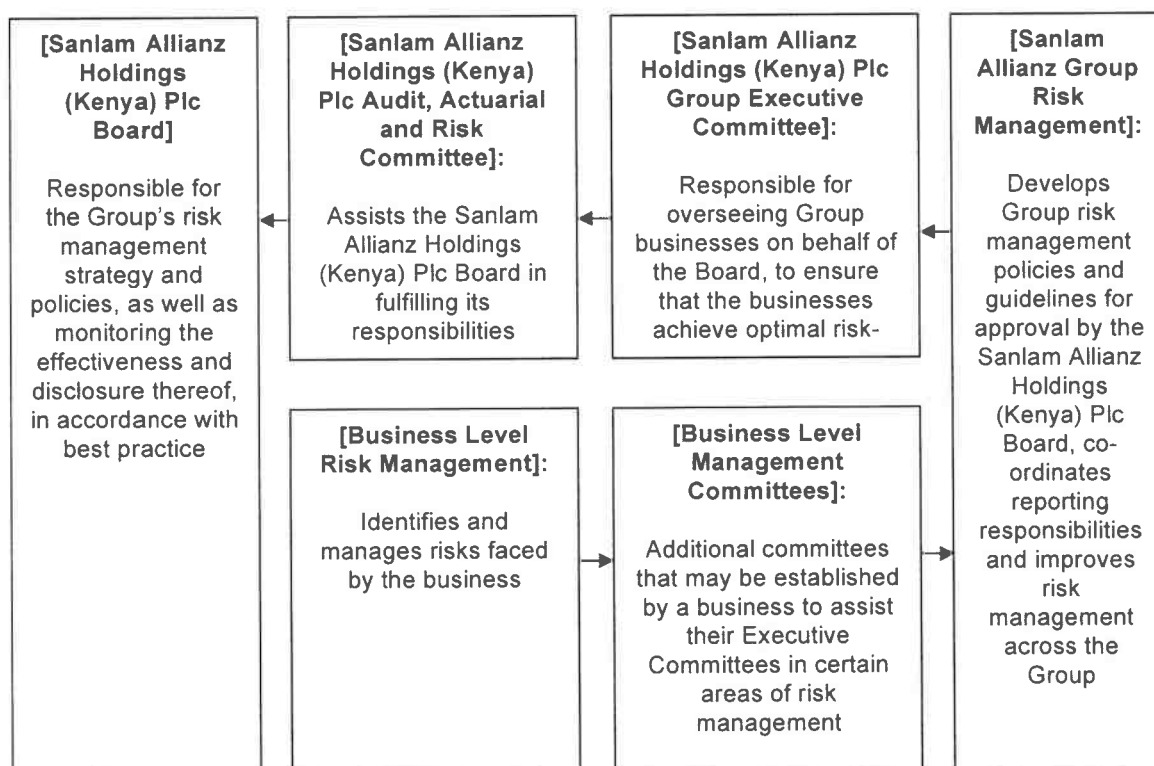 [Sanlam Allianz
Holdings
(Kenya) Plc
Board]
Responsible for
the Group's risk
management
strategy and
policies, as well as
monitoring the
effectiveness and
disclosure thereof,
in accordance with
best practice
[Sanlam Allianz
Holdings (Kenya)
Plc Audit, Actuarial
and Risk
Committee]:
Assists the Sanlam
Allianz Holdings
(Kenya) Plc Board in
fulfilling its
responsibilities
[Sanlam Allianz
Holdings (Kenya) Plc
Group Executive
Committee]:
Responsible for
overseeing Group
businesses on behalf of
the Board, to ensure
that the businesses
achieve optimal risk-
[Sanlam
Allianz Group
Risk
Management]:
Develops
Group risk
management
policies and
guidelines for
approval by the
Sanlam Allianz
Holdings
(Kenya) Plc
Board, co-
ordinates
reporting
responsibilities
and improves
risk
management
across the
Group
[Business Level
Risk Management]:
Identifies and
manages risks faced
by the business
[Business Level
Management
Committees]:
Additional committees
that may be established
by a business to assist
their Executive
Committees in certain
areas of risk
management